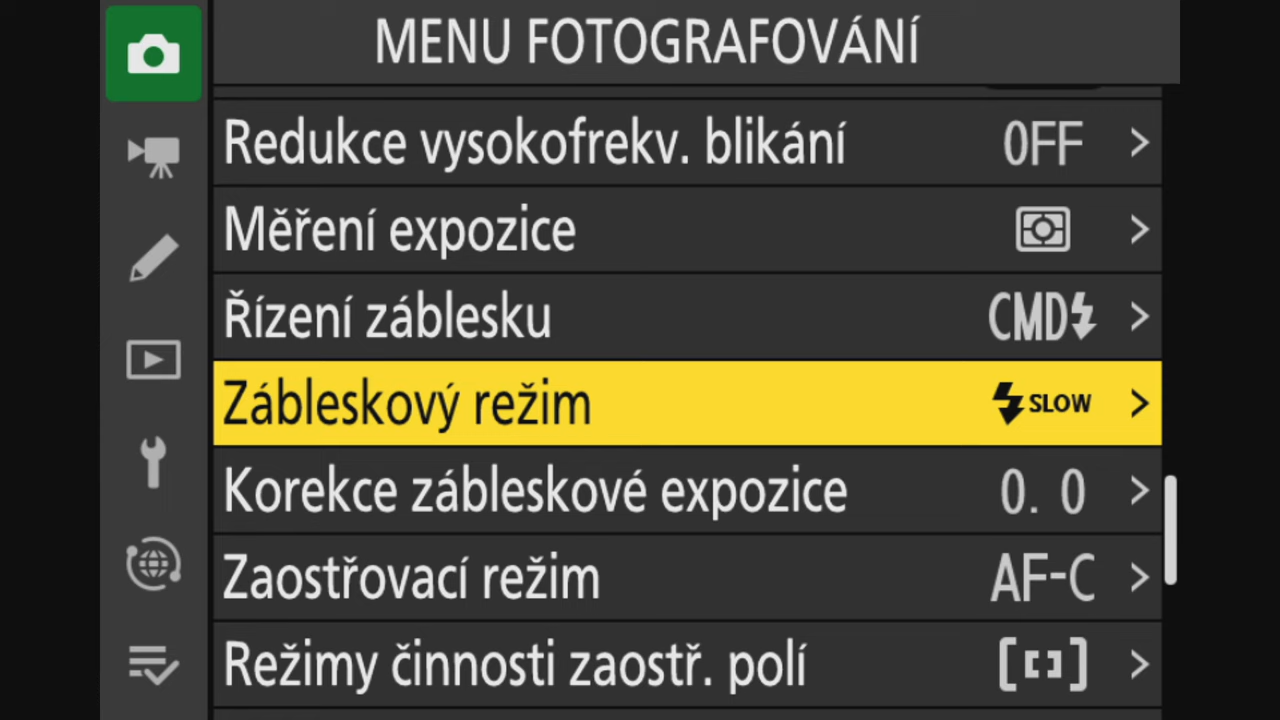 MENU FOTOGRAFOVÁNÍ
Redukce vysokofrekv. blikání OFF >
Měření expozice >
Řízení záblesku CMD >
Zábleskový režim SLOW >
Korekce zábleskové expozice 0. 0 >
Zaostřovací režim AF-C >
Režimy činnosti zaostř. polí [ ] >